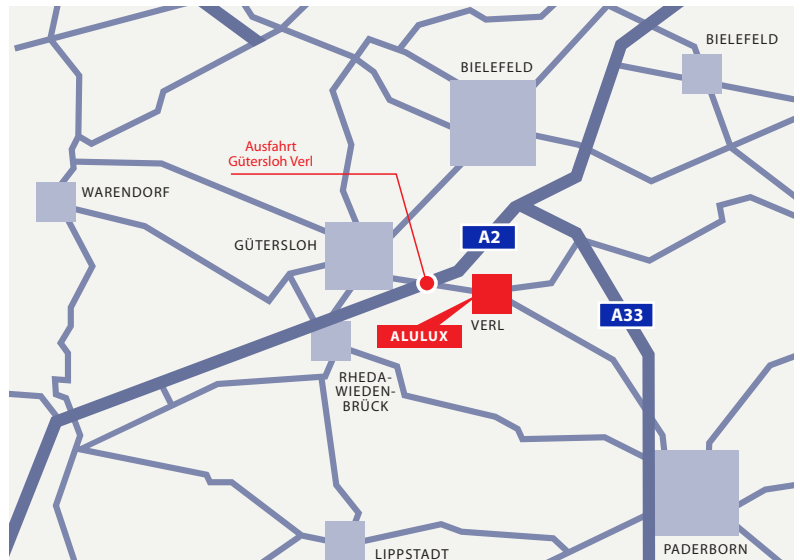 BIELEFELD
BIELEFELD
Ausfahrt
Gütersloh Verl
WARENDORF
GÜTERSLOH
A2
A33
ALULUX
VERL
RHEDA-
WIEDEN-
BRÜCK
LIPPSTADT
PADERBORN